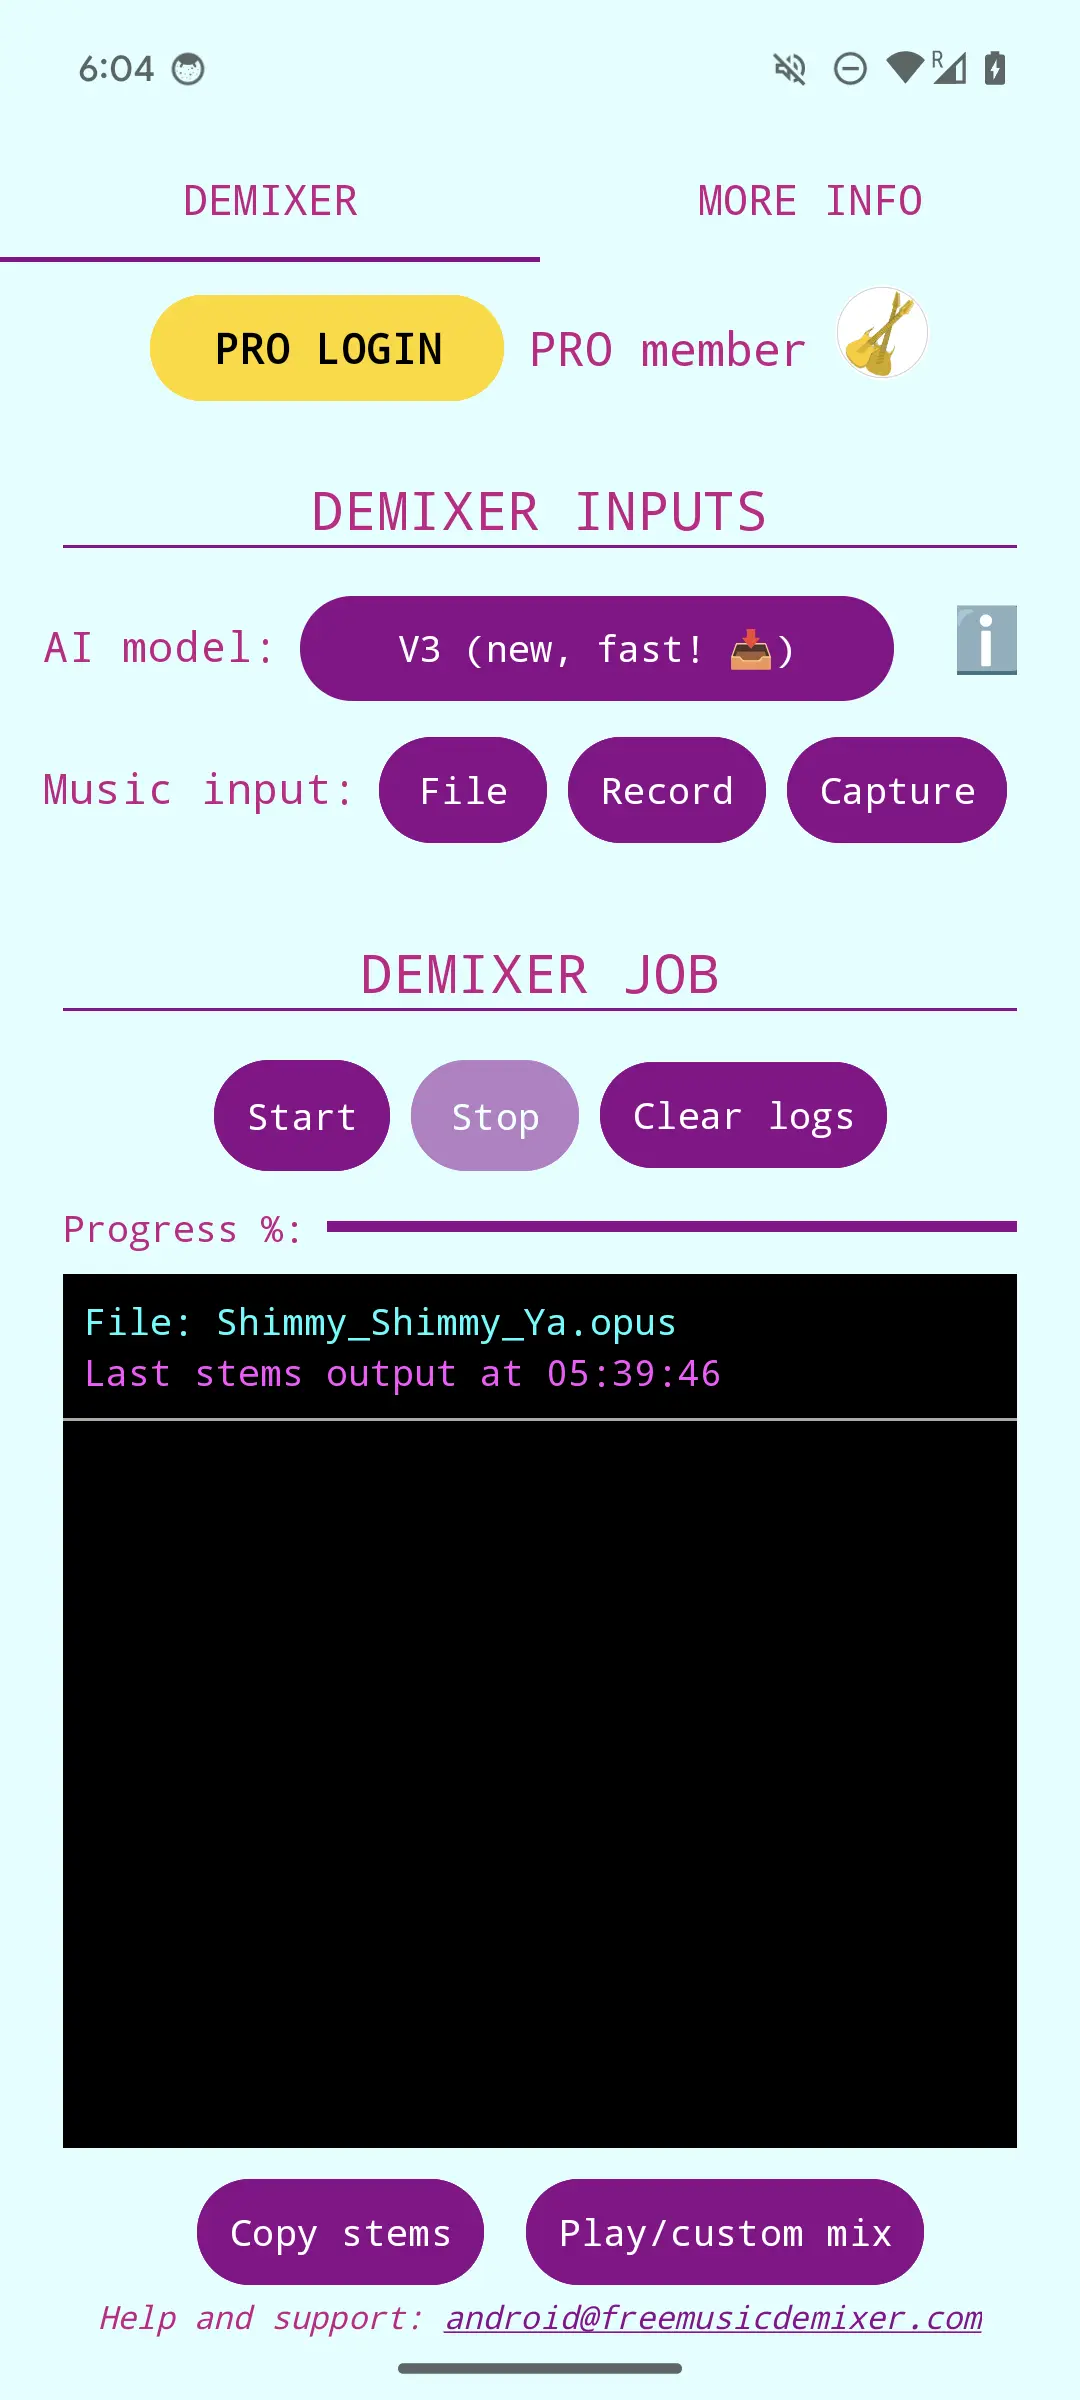 6:04
R
DEMIXER MORE INFO
PRO LOGIN PRO member
DEMIXER INPUTS
AI model: V3 (new, fast! 📥) ℹ️
Music input: File Record Capture
DEMIXER JOB
Start Stop Clear logs
Progress %:
File: Shimmy_Shimmy_Ya.opus
Last stems output at 05:39:46
Copy stems Play/custom mix
Help and support: android@freemusicdemixer.com